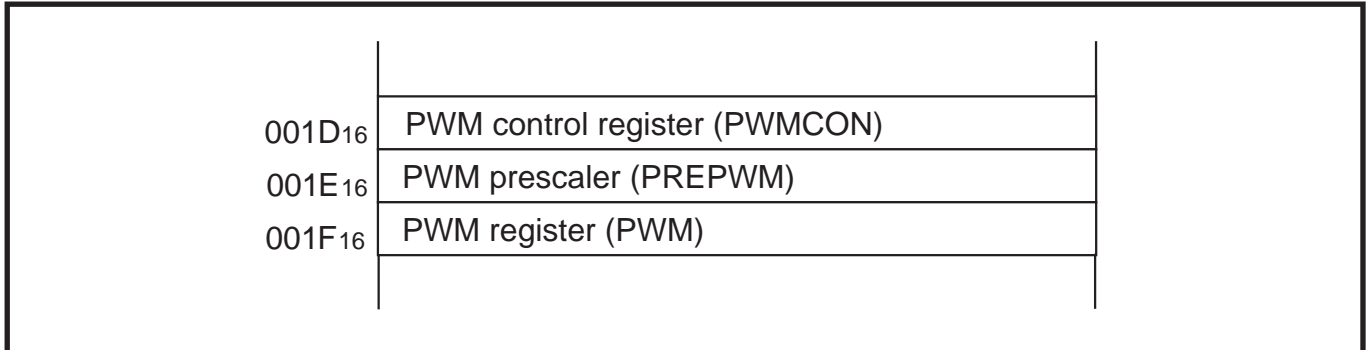 001D16 PWM control register (PWMCON)
001E16 PWM prescaler (PREPWM)
001F16 PWM register (PWM)